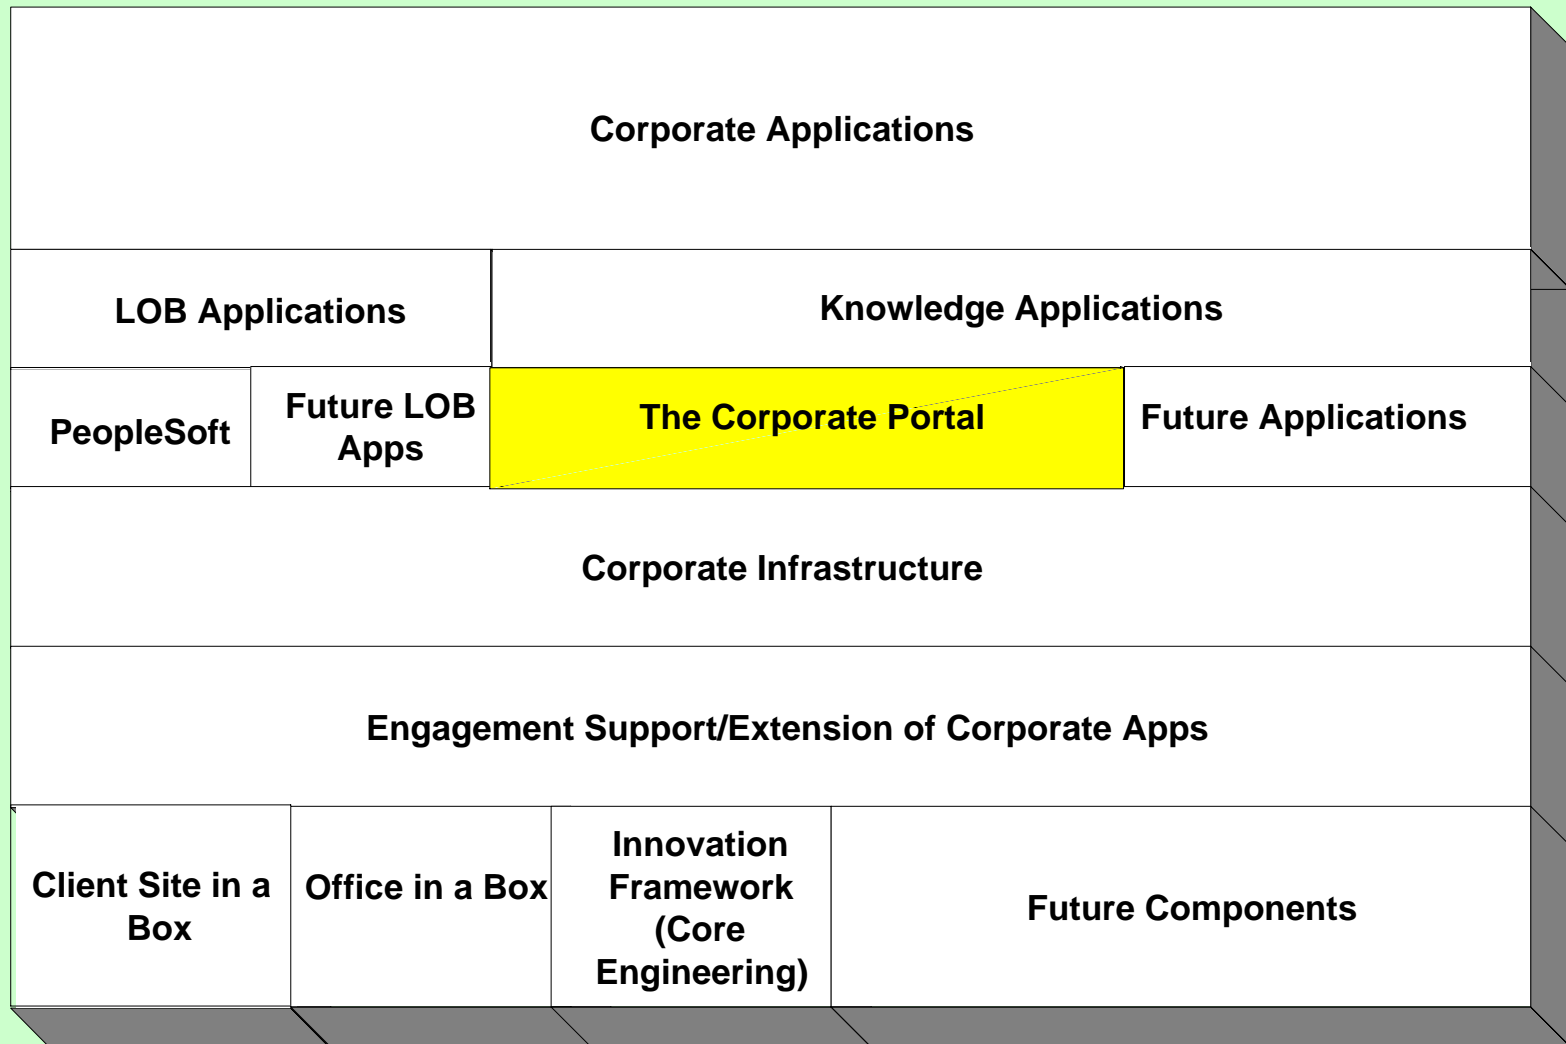 Corporate Applications
LOB Applications
Knowledge Applications
PeopleSoft
Future LOB
Apps
The Corporate Portal
Future Applications
Corporate Infrastructure
Engagement Support/Extension of Corporate Apps
Client Site in a
Box
Office in a Box
Innovation
Framework
(Core
Engineering)
Future Components